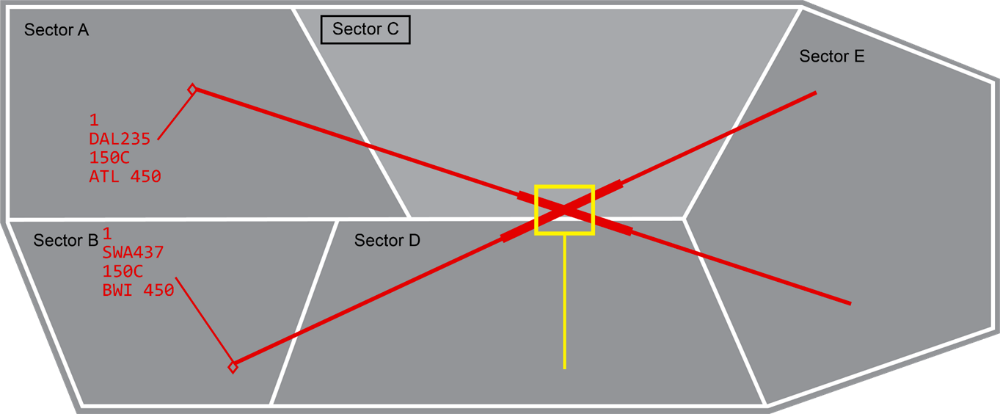 Sector A
Sector C
Sector E
1
DAL235
150C
ATL 450
Sector B
1
SWA437
150C
BWI 450
Sector D